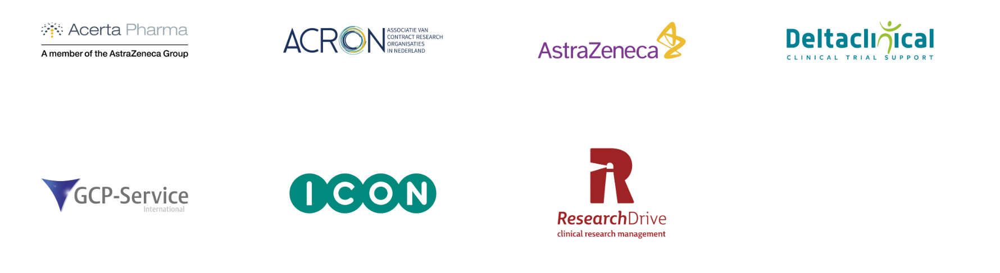 Acerta Pharma
A member of the AstraZeneca Group
ACRON
ASSOCIATIE VAN
CONTRACT RESEARCH
ORGANISATIES
IN NEDERLAND
AstraZeneca
Deltaclinical
CLINICAL TRIAL SUPPORT
GCP-Service
International
ICON
R
ResearchDrive
clinical research management